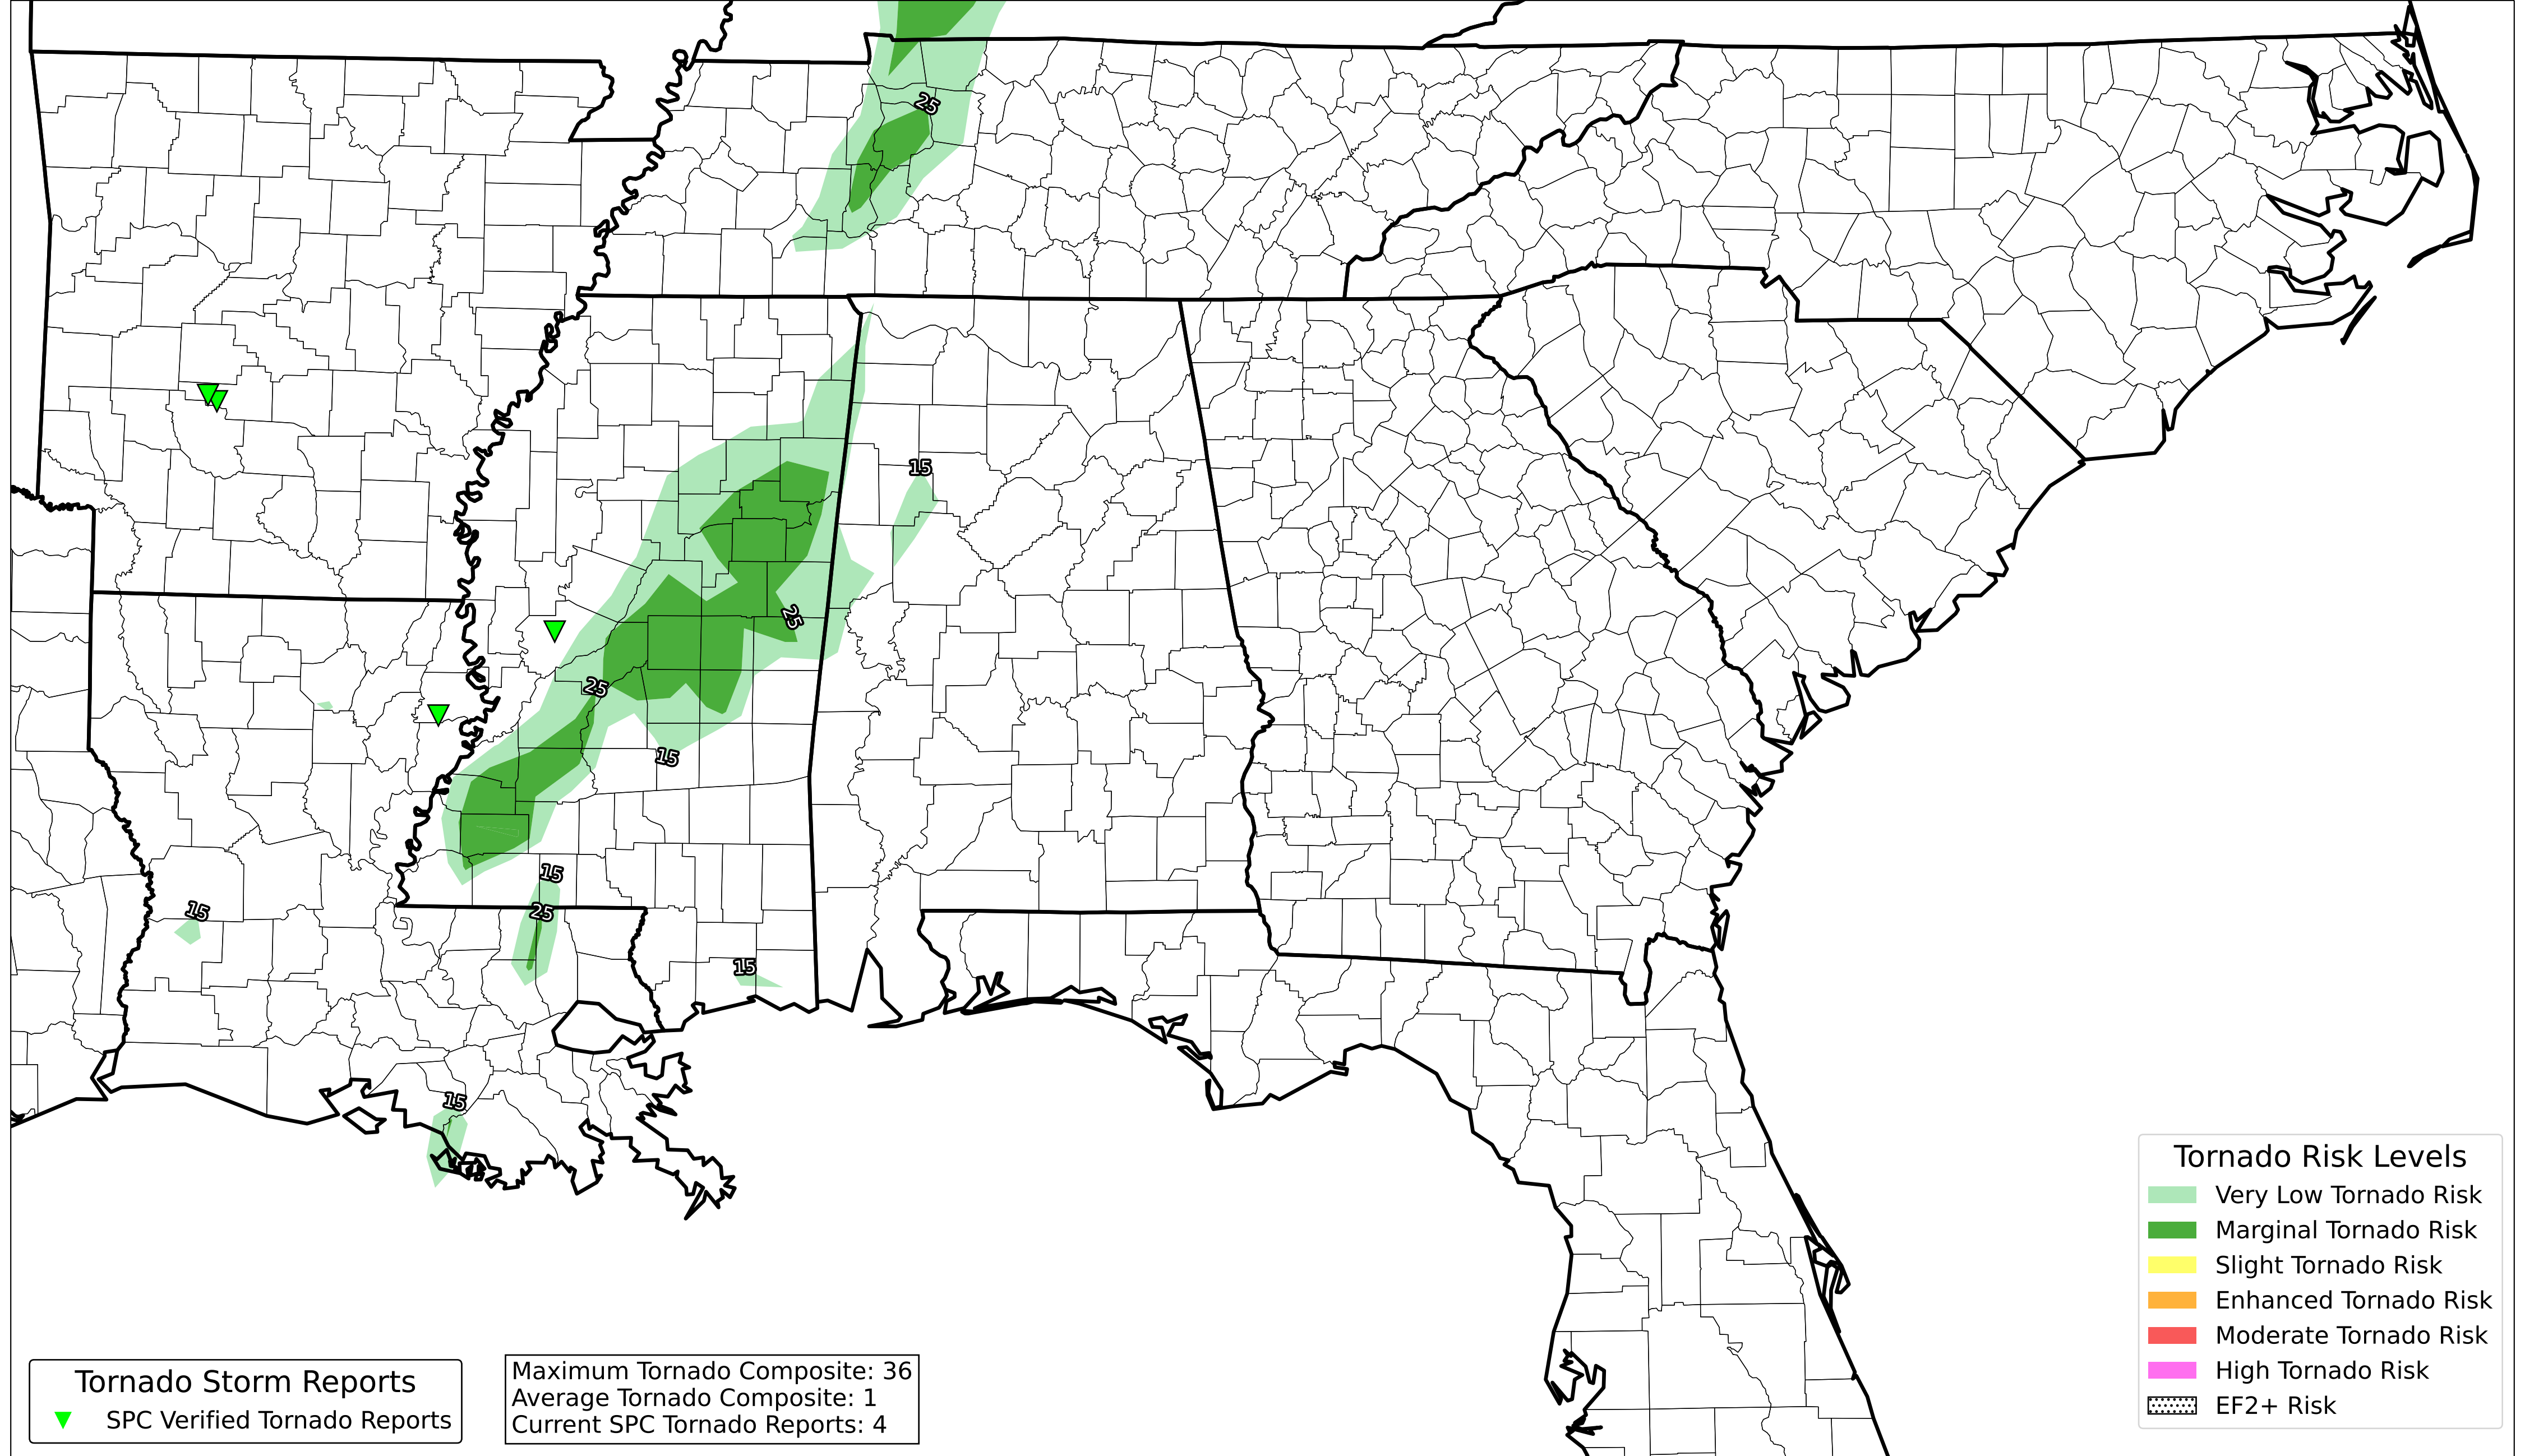 25
15
25
25
15
15
25
15
15
15
Tornado Risk Levels
Very Low Tornado Risk
Marginal Tornado Risk
Slight Tornado Risk
Enhanced Tornado Risk
Moderate Tornado Risk
High Tornado Risk
EF2+ Risk
Tornado Storm Reports
SPC Verified Tornado Reports
Maximum Tornado Composite: 36
Average Tornado Composite: 1
Current SPC Tornado Reports: 4